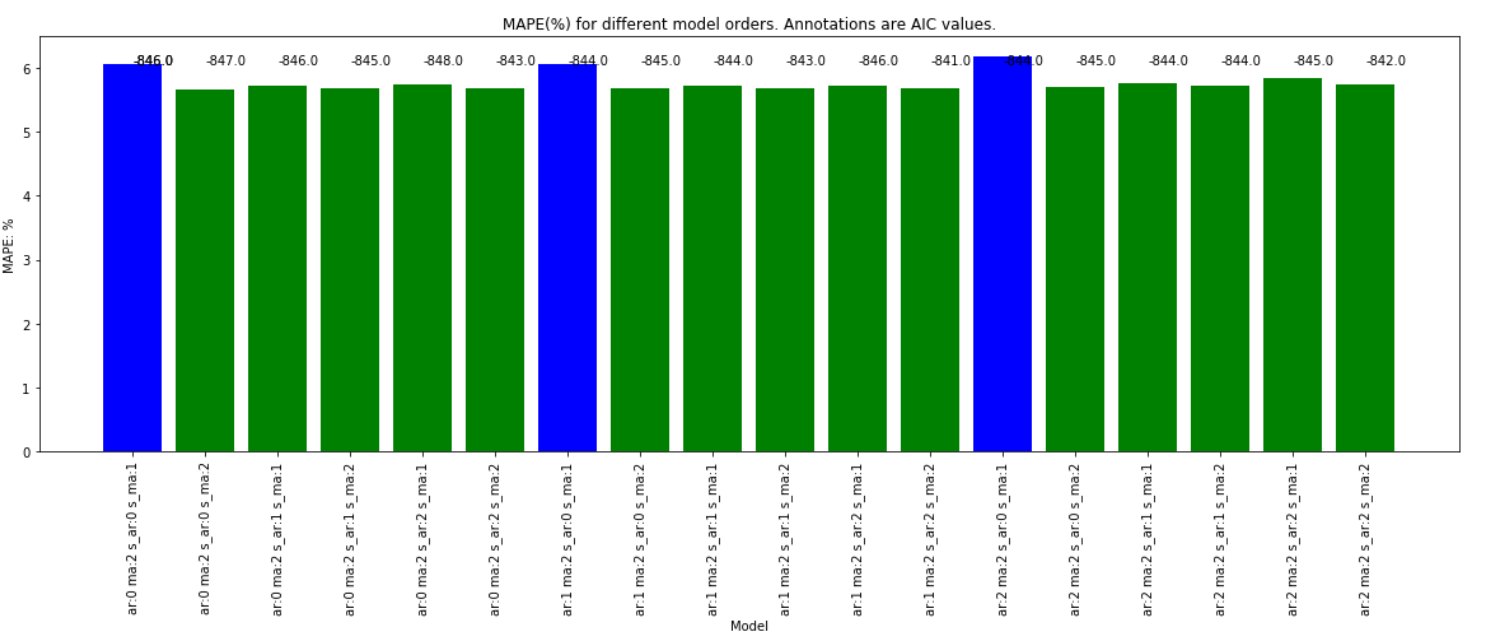 MAPE(%) for different model orders. Annotations are AIC values.
-846.0 -847.0 -846.0 -845.0 -848.0 -843.0 -844.0 -845.0 -844.0 -843.0 -846.0 -841.0 -844.0 -845.0 -844.0 -844.0 -845.0 -842.0
6
5
4
3
2
1
0
MAPE: %
ar:0 ma:2 s_ar:0 s_ma:1
ar:0 ma:2 s_ar:0 s_ma:2
ar:0 ma:2 s_ar:1 s_ma:1
ar:0 ma:2 s_ar:1 s_ma:2
ar:0 ma:2 s_ar:2 s_ma:1
ar:0 ma:2 s_ar:2 s_ma:2
ar:1 ma:2 s_ar:0 s_ma:1
ar:1 ma:2 s_ar:0 s_ma:2
ar:1 ma:2 s_ar:1 s_ma:1
ar:1 ma:2 s_ar:1 s_ma:2
ar:1 ma:2 s_ar:2 s_ma:1
ar:1 ma:2 s_ar:2 s_ma:2
ar:2 ma:2 s_ar:0 s_ma:1
ar:2 ma:2 s_ar:0 s_ma:2
ar:2 ma:2 s_ar:1 s_ma:1
ar:2 ma:2 s_ar:1 s_ma:2
ar:2 ma:2 s_ar:2 s_ma:1
ar:2 ma:2 s_ar:2 s_ma:2
Model